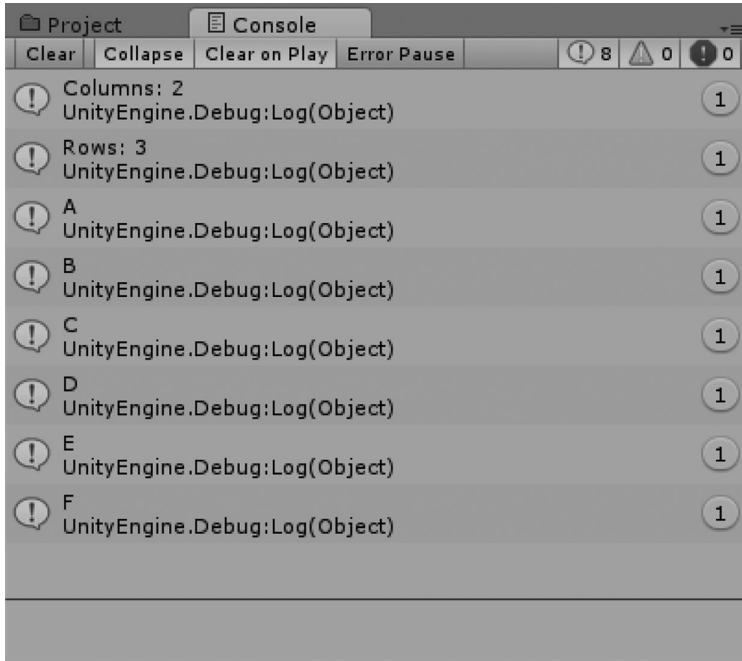 Project Console
Clear Collapse Clear on Play Error Pause 8 0 0
Columns: 2
UnityEngine.Debug:Log(Object) 1
Rows: 3
UnityEngine.Debug:Log(Object) 1
A
UnityEngine.Debug:Log(Object) 1
B
UnityEngine.Debug:Log(Object) 1
C
UnityEngine.Debug:Log(Object) 1
D
UnityEngine.Debug:Log(Object) 1
E
UnityEngine.Debug:Log(Object) 1
F
UnityEngine.Debug:Log(Object) 1